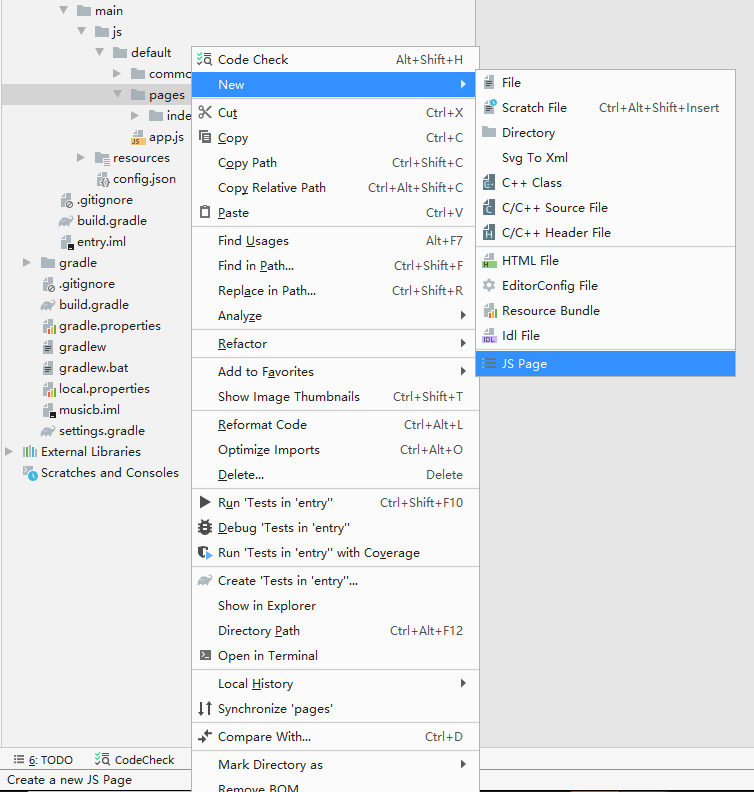 main
js
default
commo
pages
inde
app.js
resources
config.json
.gitignore
build.gradle
entry.iml
gradle
.gitignore
build.gradle
gradle.properties
gradlew
gradlew.bat
local.properties
musicb.iml
settings.gradle
External Libraries
Scratches and Consoles
Code Check Alt+Shift+H
New
Cut Ctrl+X
Copy Ctrl+C
Copy Path Ctrl+Shift+C
Copy Relative Path Ctrl+Alt+Shift+C
Paste Ctrl+V
Find Usages Alt+F7
Find in Path... Ctrl+Shift+F
Replace in Path... Ctrl+Shift+R
Analyze
Refactor
Add to Favorites
Show Image Thumbnails Ctrl+Shift+T
Reformat Code Ctrl+Alt+L
Optimize Imports Ctrl+Alt+O
Delete... Delete
Run 'Tests in 'entry'' Ctrl+Shift+F10
Debug 'Tests in 'entry''
Run 'Tests in 'entry'' with Coverage
Create 'Tests in 'entry''...
Show in Explorer
Directory Path Ctrl+Alt+F12
Open in Terminal
Local History
Synchronize 'pages'
Compare With... Ctrl+D
Mark Directory as
Remove BOM
File
Scratch File Ctrl+Alt+Shift+Insert
Directory
Svg To Xml
C++ Class
C/C++ Source File
C/C++ Header File
HTML File
EditorConfig File
Resource Bundle
Idl File
JS Page
6: TODO CodeCheck
Create a new JS Page